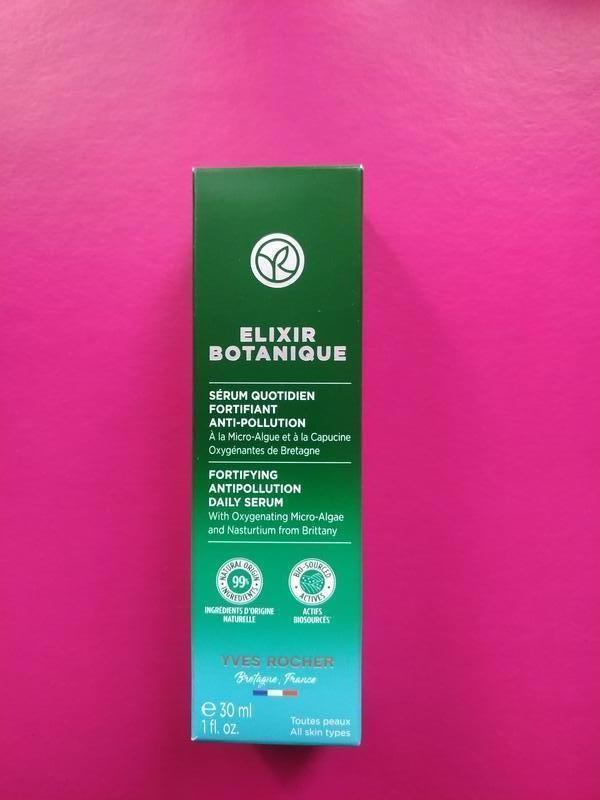 ELIXIR
BOTANIQUE
SÉRUM QUOTIDIEN
FORTIFIANT
ANTI-POLLUTION
À la Micro-Algue et à la Capucine
Oxygénantes de Bretagne
FORTIFYING
ANTIPOLLUTION
DAILY SERUM
With Oxygenating Micro-Algae
and Nasturtium from Brittany
NATURAL ORIGIN
99%
INGREDIENTS
INGRÉDIENTS D'ORIGINE
NATURELLE
BIO-SOURCED
ACTIVES
ACTIFS
BIOSOURCÉS*
YVES ROCHER
Bretagne, France
℮ 30 ml
1 fl. oz.
Toutes peaux
All skin types